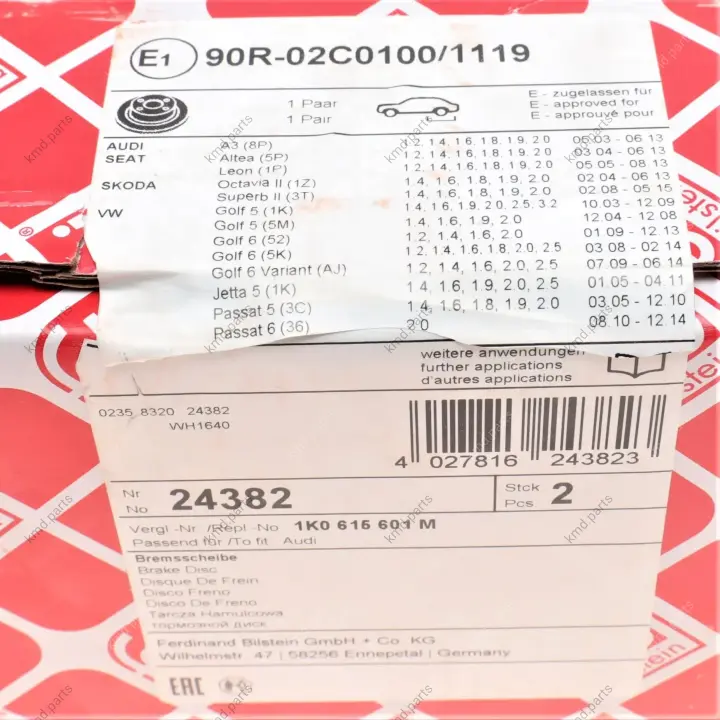 E1 90R-02C0100/1119
1 Paar
1 Pair
E - zugelassen für
E - approved for
E - approuvé pour
AUDI A3 (8P) 1.2, 1.4, 1.6, 1.8, 1.9, 2.0 05.03 - 06.13
SEAT Altea (5P) 1.2, 1.4, 1.6, 1.8, 1.9, 2.0 03.04 - 06.13
Leon (1P) 1.2, 1.4, 1.6, 1.8, 1.9, 2.0 05.05 - 08.13
SKODA Octavia II (1Z) 1.4, 1.6, 1.8, 1.9, 2.0 02.04 - 06.13
Superb II (3T) 1.4, 1.6, 1.8, 1.9, 2.0 02.08 - 05.15
VW Golf 5 (1K) 1.4, 1.6, 1.9, 2.0, 2.5, 3.2 10.03 - 12.09
Golf 5 (5M) 1.4, 1.6, 1.9, 2.0 12.04 - 12.08
Golf 6 (52) 1.2, 1.4, 1.6, 2.0 01.09 - 12.13
Golf 6 (5K) 1.2, 1.4, 1.6, 1.8, 2.0, 2.5 03.08 - 02.14
Golf 6 Variant (AJ) 1.2, 1.4, 1.6, 2.0, 2.5 07.09 - 06.14
Jetta 5 (1K) 1.4, 1.6, 1.9, 2.0, 2.5 01.05 - 04.11
Passat 5 (3C) 1.4, 1.6, 1.8, 1.9, 2.0 03.05 - 12.10
Passat 6 (36) 2.0 08.10 - 12.14
weitere anwendungen
further applications
d'autres applications
0235 8320 24382
WH1640
4 027816 243823
Nr
No 24382
Stck
Pcs 2
Vergl.-Nr./Repl.-No. 1K0 615 601 M
Passend für /To fit Audi
Bremsscheibe
Brake Disc
Disque De Frein
Disco Freno
Disco De Freno
Tarcza Hamulcowa
тормозной диск
Ferdinand Bilstein GmbH + Co. KG
Wilhelmstr. 47 | 58256 Ennepetal | Germany
EAC
kmd.parts